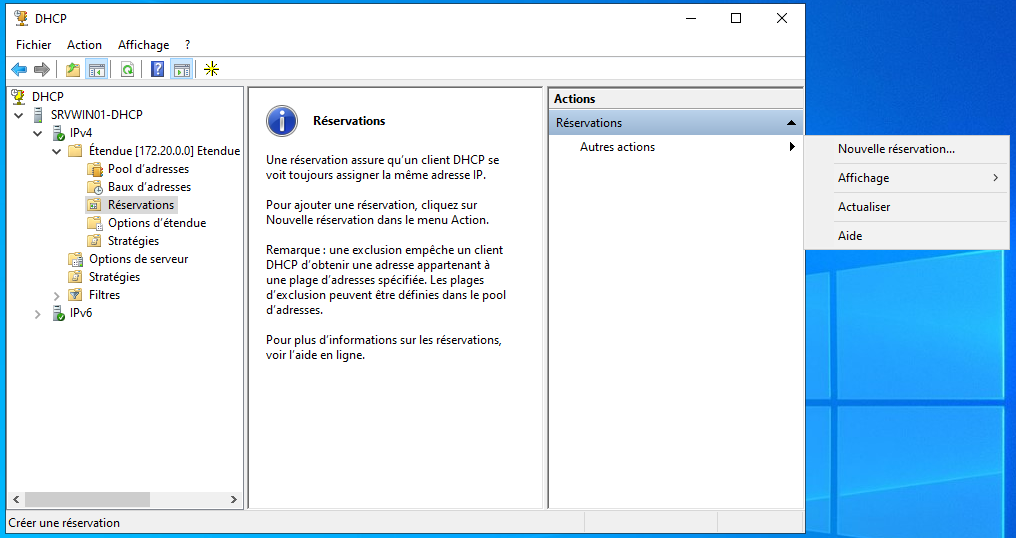 DHCP
Fichier Action Affichage ?
DHCP
SRVWIN01-DHCP
IPv4
Étendue [172.20.0.0] Etendue
Pool d'adresses
Baux d'adresses
Réservations
Options d'étendue
Stratégies
Options de serveur
Stratégies
Filtres
IPv6
Réservations
Une réservation assure qu'un client DHCP se
voit toujours assigner la même adresse IP.
Pour ajouter une réservation, cliquez sur
Nouvelle réservation dans le menu Action.
Remarque : une exclusion empêche un client
DHCP d'obtenir une adresse appartenant à
une plage d'adresses spécifiée. Les plages
d'exclusion peuvent être définies dans le pool
d'adresses.
Pour plus d'informations sur les réservations,
voir l'aide en ligne.
Actions
Réservations
Autres actions
Nouvelle réservation...
Affichage
Actualiser
Aide
Créer une réservation